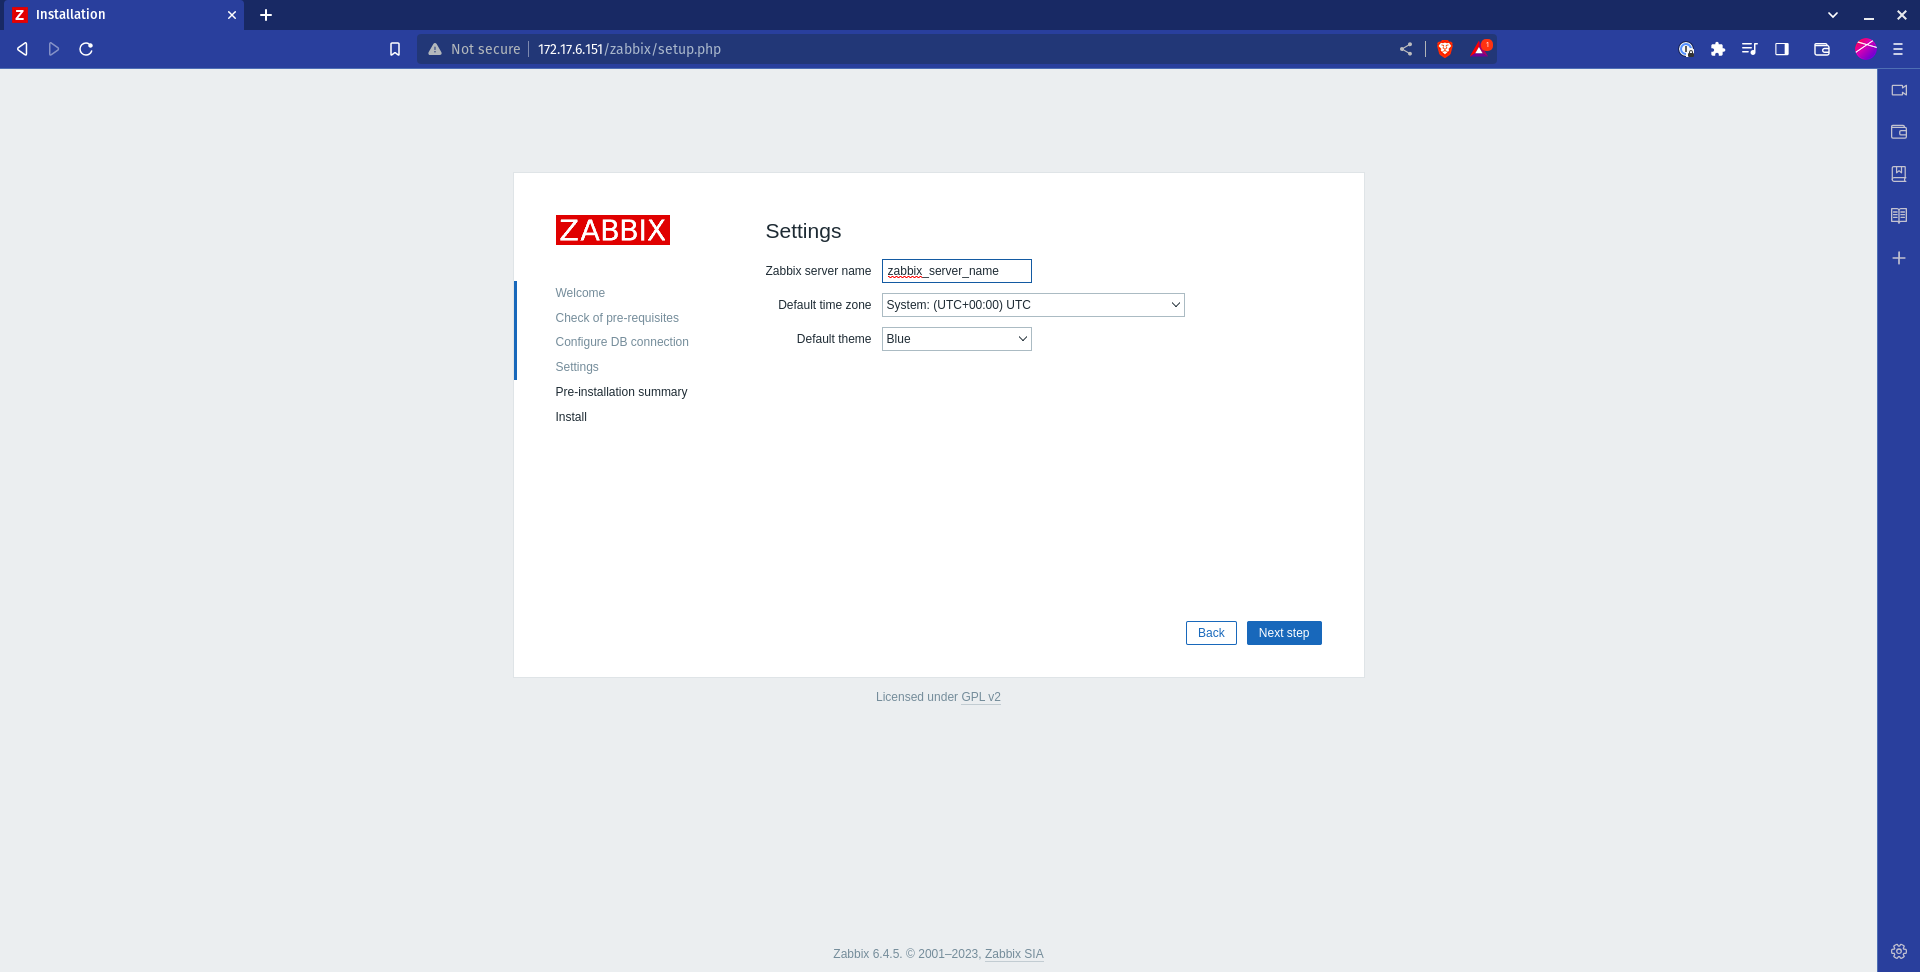 Z Installation
Not secure 172.17.6.151/zabbix/setup.php
1
ZABBIX
Welcome
Check of pre-requisites
Configure DB connection
Settings
Pre-installation summary
Install
Settings
Zabbix server name zabbix_server_name
Default time zone System: (UTC+00:00) UTC
Default theme Blue
Back Next step
Licensed under GPL v2
Zabbix 6.4.5. © 2001–2023, Zabbix SIA